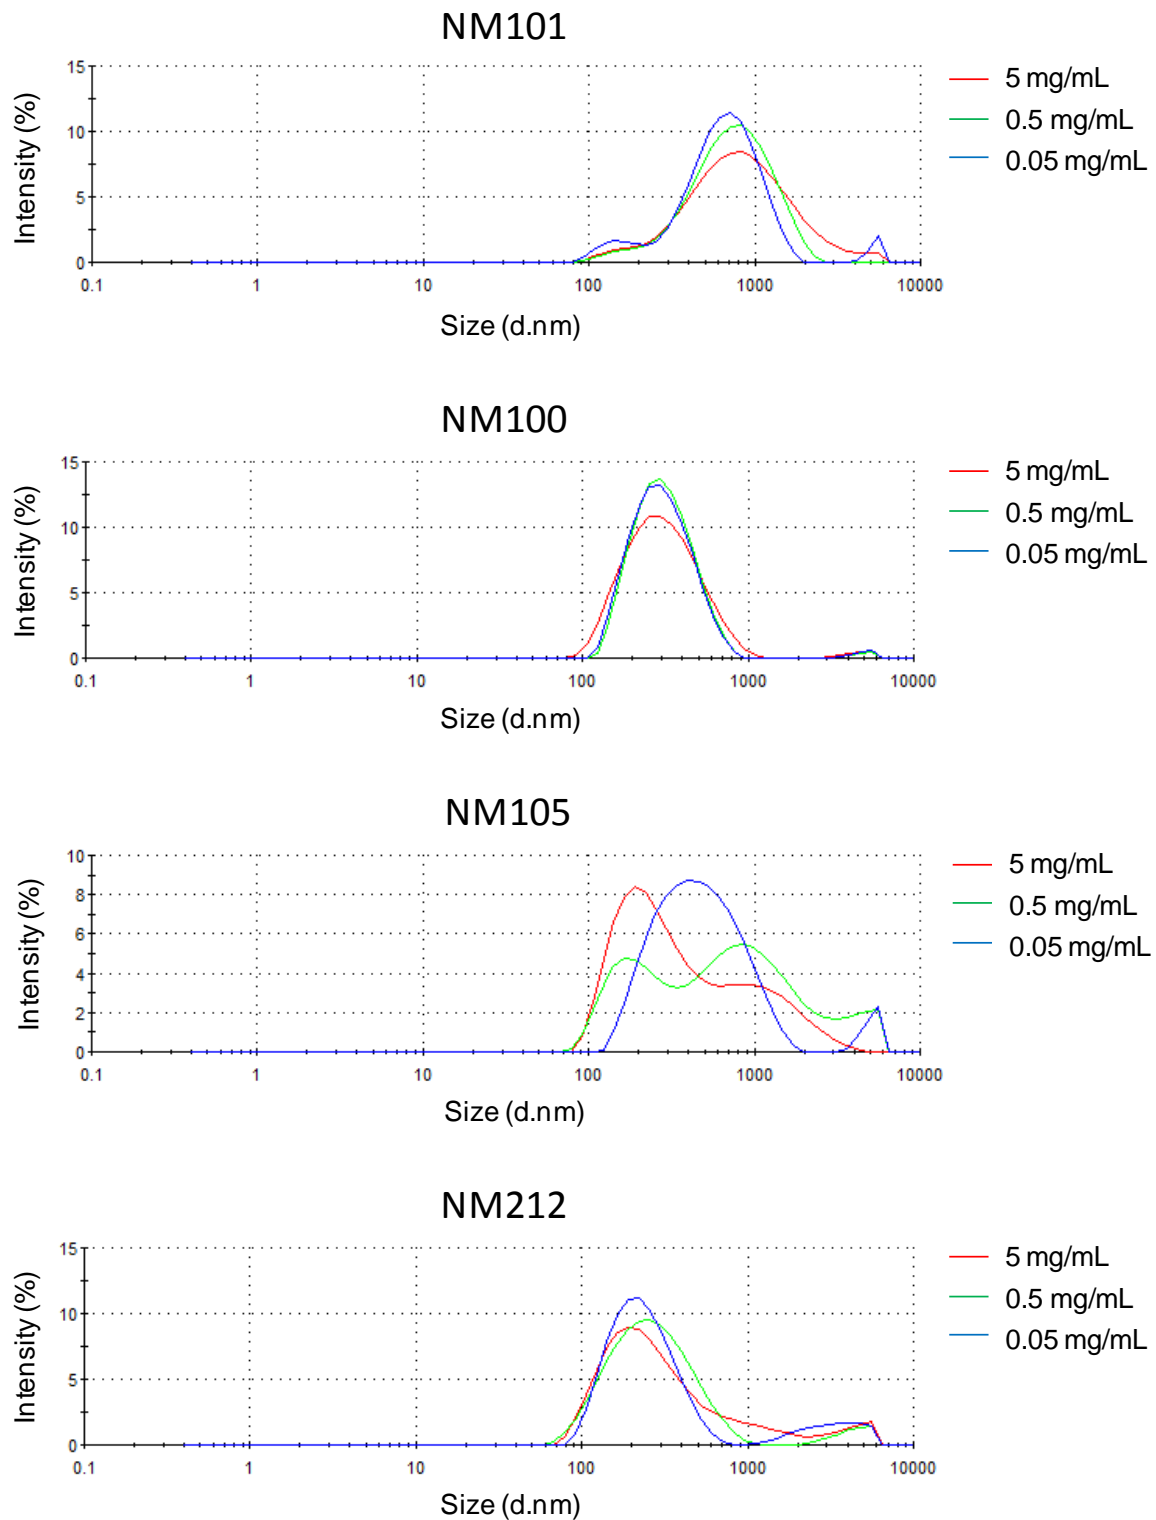 NM101
Intensity (%)
15
10
5
0
0.1 1 10 100 1000 10000
Size (d.nm)
5 mg/mL
0.5 mg/mL
0.05 mg/mL
NM100
Intensity (%)
15
10
5
0
0.1 1 10 100 1000 10000
Size (d.nm)
5 mg/mL
0.5 mg/mL
0.05 mg/mL
NM105
Intensity (%)
10
8
6
4
2
0
0.1 1 10 100 1000 10000
Size (d.nm)
5 mg/mL
0.5 mg/mL
0.05 mg/mL
NM212
Intensity (%)
15
10
5
0
0.1 1 10 100 1000 10000
Size (d.nm)
5 mg/mL
0.5 mg/mL
0.05 mg/mL